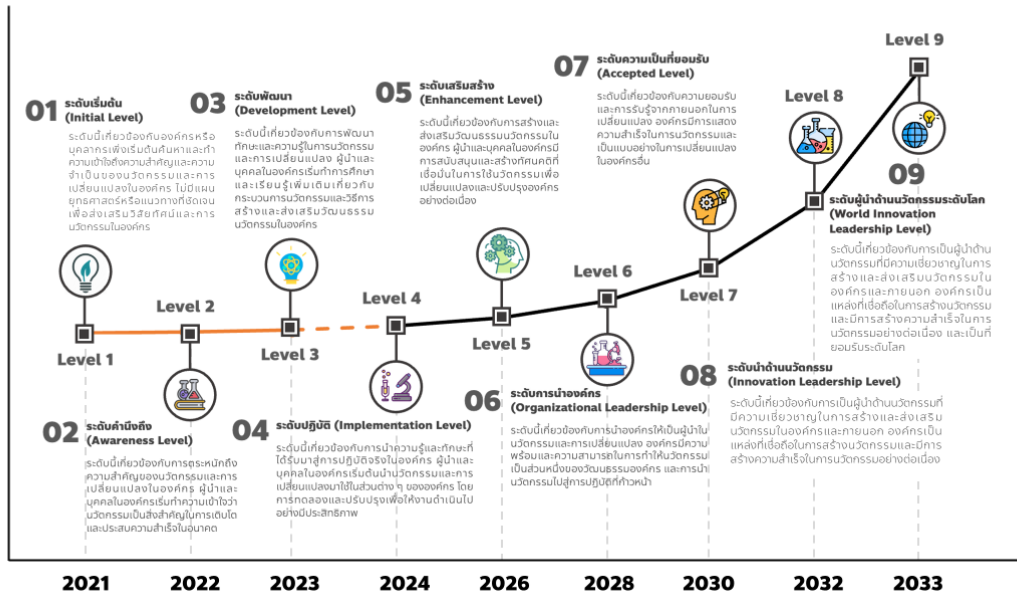 Level 9
07 ระดับความเป็นที่ยอมรับ
(Accepted Level)
ระดับนี้เกี่ยวข้องกับความยอมรับ
และการรับรู้จากภายนอกในการ
เปลี่ยนแปลง องค์กรมีการแสดง
ความสำเร็จในการนวัตกรรมและ
เป็นแบบอย่างในการเปลี่ยนแปลง
ในองค์กรอื่น
05 ระดับเสริมสร้าง
(Enhancement Level)
ระดับนี้เกี่ยวข้องกับการสร้างและ
ส่งเสริมวัฒนธรรมนวัตกรรมใน
องค์กร ผู้นำและบุคคลในองค์กรมี
การสนับสนุนและสร้างทัศนคติที่
เชื่อมั่นในการใช้นวัตกรรมเพื่อ
เปลี่ยนแปลงและปรับปรุงองค์กร
อย่างต่อเนื่อง
03 ระดับพัฒนา
(Development Level)
ระดับนี้เกี่ยวข้องกับการพัฒนา
ทักษะและความรู้ในการนวัตกรรม
และการเปลี่ยนแปลง ผู้นำและ
บุคคลในองค์กรเริ่มทำการศึกษา
และเรียนรู้เพิ่มเติมเกี่ยวกับ
กระบวนการนวัตกรรมและวิธีการ
สร้างและส่งเสริมวัฒนธรรม
นวัตกรรมในองค์กร
01 ระดับเริ่มต้น
(Initial Level)
ระดับนี้เกี่ยวข้องกับองค์กรหรือ
บุคลากรเพิ่งเริ่มต้นค้นหาและทำ
ความเข้าใจถึงความสำคัญและความ
จำเป็นของนวัตกรรมและการ
เปลี่ยนแปลงในองค์กร ไม่มีแผน
ยุทธศาสตร์หรือแนวทางที่ชัดเจน
เพื่อส่งเสริมวิสัยทัศน์และการ
นวัตกรรมในองค์กร
Level 8
09
ระดับผู้นำด้านนวัตกรรมระดับโลก
(World Innovation
Leadership Level)
ระดับนี้เกี่ยวข้องกับการเป็นผู้นำด้าน
นวัตกรรมที่มีความเชี่ยวชาญในการ
สร้างและส่งเสริมนวัตกรรมใน
องค์กรและภายนอก องค์กรเป็น
แหล่งที่เชื่อถือในการสร้างนวัตกรรม
และมีการสร้างความสำเร็จในการ
นวัตกรรมอย่างต่อเนื่อง และเป็นที่
ยอมรับระดับโลก
Level 1
Level 2
Level 3
Level 4
Level 5
Level 6
Level 7
02 ระดับคำนึงถึง
(Awareness Level)
ระดับนี้เกี่ยวข้องกับการตระหนักถึง
ความสำคัญของนวัตกรรมและการ
เปลี่ยนแปลงในองค์กร ผู้นำและ
บุคคลในองค์กรเริ่มทำความเข้าใจว่า
นวัตกรรมเป็นสิ่งสำคัญในการเติบโต
และประสบความสำเร็จในอนาคต
04 ระดับปฏิบัติ (Implementation Level)
ระดับนี้เกี่ยวข้องกับการนำความรู้และทักษะที่
ได้รับมาสู่การปฏิบัติจริงในองค์กร ผู้นำและ
บุคคลในองค์กรเริ่มต้นนำนวัตกรรมและการ
เปลี่ยนแปลงมาใช้ในส่วนต่าง ๆ ขององค์กร โดย
การทดลองและปรับปรุงเพื่อให้งานดำเนินไป
อย่างมีประสิทธิภาพ
06 ระดับการนำองค์กร
(Organizational Leadership Level)
ระดับนี้เกี่ยวข้องกับการนำองค์กรให้เป็นผู้นำใน
นวัตกรรมและการเปลี่ยนแปลง องค์กรมีความ
พร้อมและความสามารถในการทำให้นวัตกรรม
เป็นส่วนหนึ่งของวัฒนธรรมองค์กร และการนำ
นวัตกรรมไปสู่การปฏิบัติที่ก้าวหน้า
08 ระดับนำด้านนวัตกรรม
(Innovation Leadership Level)
ระดับนี้เกี่ยวข้องกับการเป็นผู้นำด้านนวัตกรรมที่
มีความเชี่ยวชาญในการสร้างและส่งเสริม
นวัตกรรมในองค์กรและภายนอก องค์กรเป็น
แหล่งที่เชื่อถือในการสร้างนวัตกรรมและมีการ
สร้างความสำเร็จในการนวัตกรรมอย่างต่อเนื่อง
2021 2022 2023 2024 2026 2028 2030 2032 2033